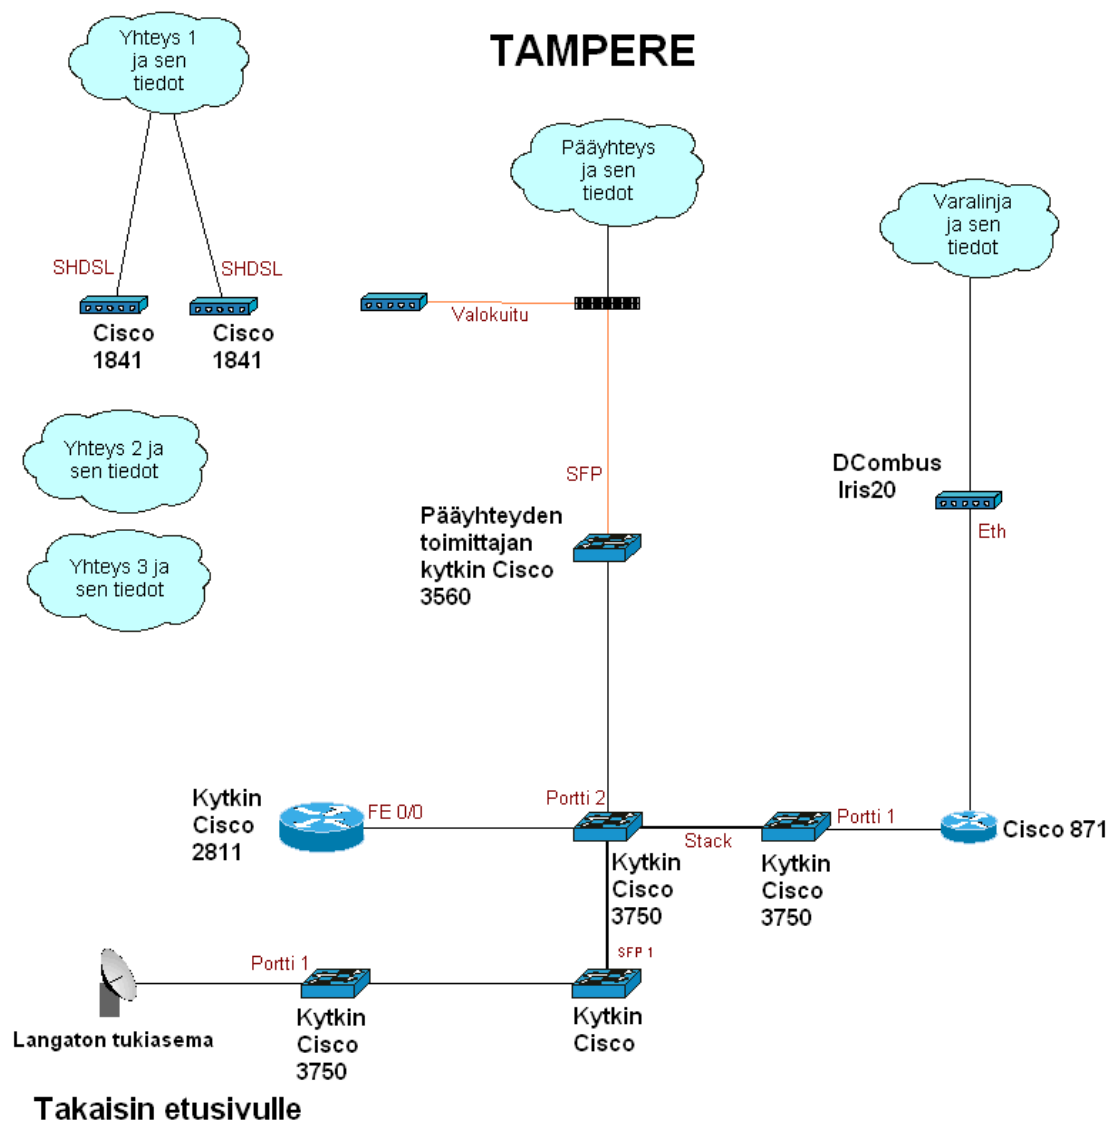 TAMPERE
Yhteys 1
ja sen
tiedot
Pääyhteys
ja sen
tiedot
Varalinja
ja sen
tiedot
SHDSL
SHDSL
Cisco
1841
Cisco
1841
Valokuitu
Yhteys 2 ja
sen tiedot
SFP
DCombus
Iris20
Eth
Pääyhteyden
toimittajan
kytkin Cisco
3560
Yhteys 3 ja
sen tiedot
Kytkin
Cisco
2811
FE 0/0
Portti 2
Stack
Portti 1
Cisco 871
Kytkin
Cisco
3750
Kytkin
Cisco
3750
SFP 1
Portti 1
Langaton tukiasema
Kytkin
Cisco
3750
Kytkin
Cisco
Takaisin etusivulle